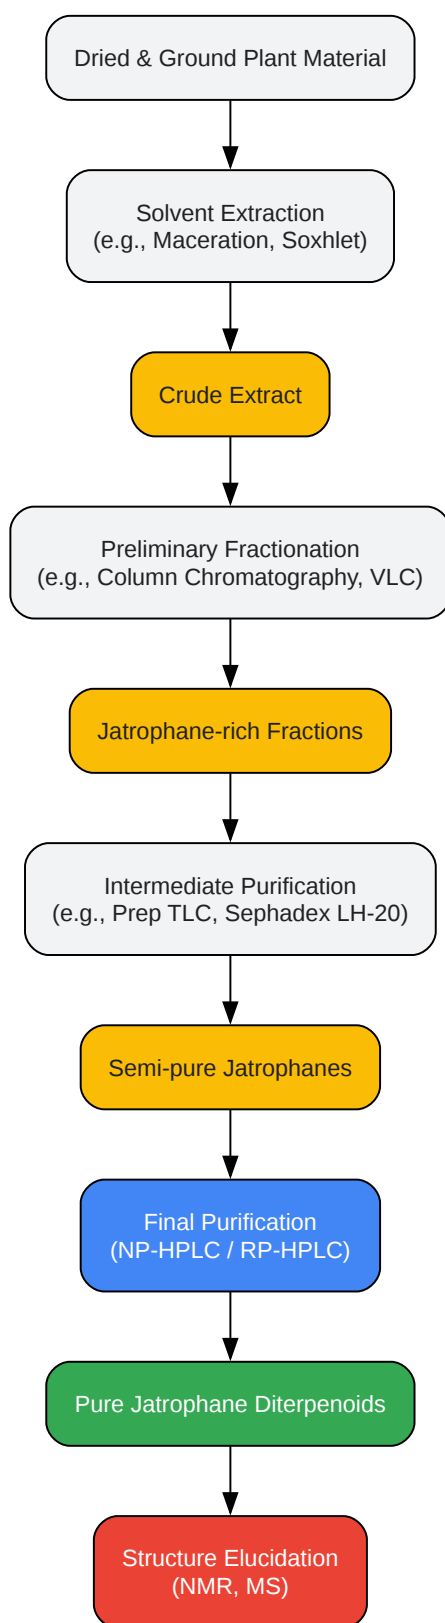 Dried & Ground Plant Material
Solvent Extraction
(e.g., Maceration, Soxhlet)
Crude Extract
Preliminary Fractionation
(e.g., Column Chromatography, VLC)
Jatrophane-rich Fractions
Intermediate Purification
(e.g., Prep TLC, Sephadex LH-20)
Semi-pure Jatrophanes
Final Purification
(NP-HPLC / RP-HPLC)
Pure Jatrophane Diterpenoids
Structure Elucidation
(NMR, MS)